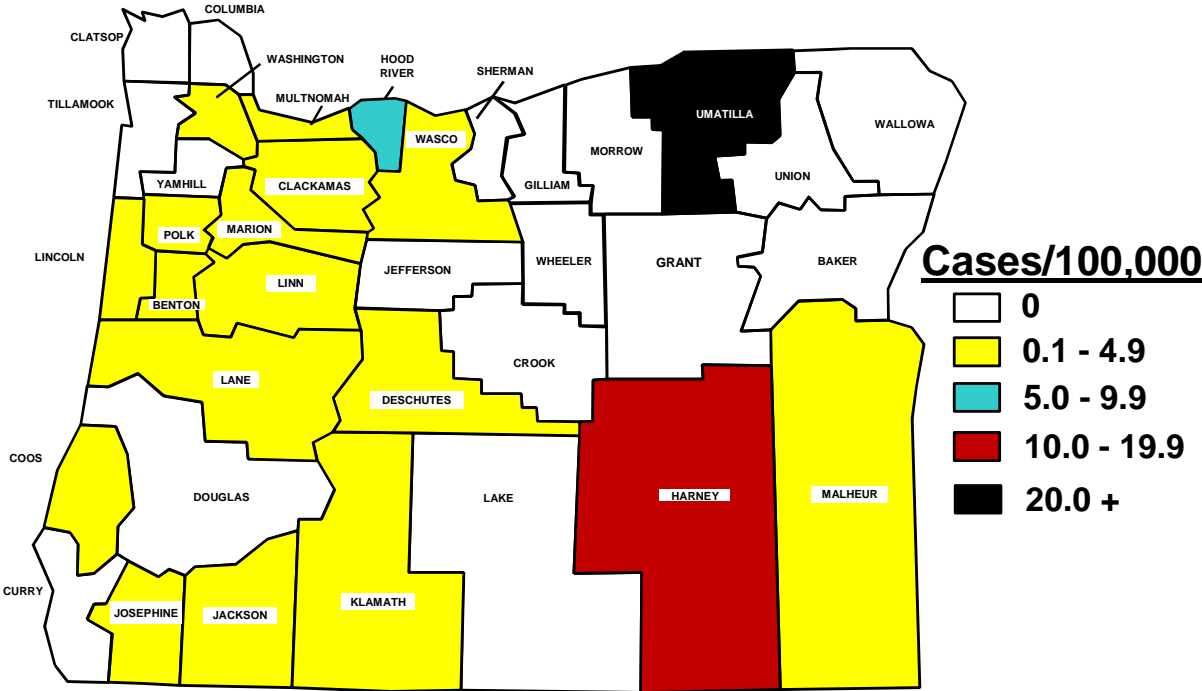 COLUMBIA
CLATSOP
WASHINGTON
HOOD
RIVER
SHERMAN
TILLAMOOK
MULTNOMAH
UMATILLA
WALLOWA
WASCO
MORROW
UNION
YAMHILL
CLACKAMAS
GILLIAM
POLK
MARION
LINCOLN
JEFFERSON
WHEELER
GRANT
BAKER
BENTON
LINN
CROOK
LANE
DESCHUTES
COOS
DOUGLAS
LAKE
HARNEY
MALHEUR
CURRY
JOSEPHINE
JACKSON
KLAMATH
Cases/100,000
0
0.1 - 4.9
5.0 - 9.9
10.0 - 19.9
20.0 +